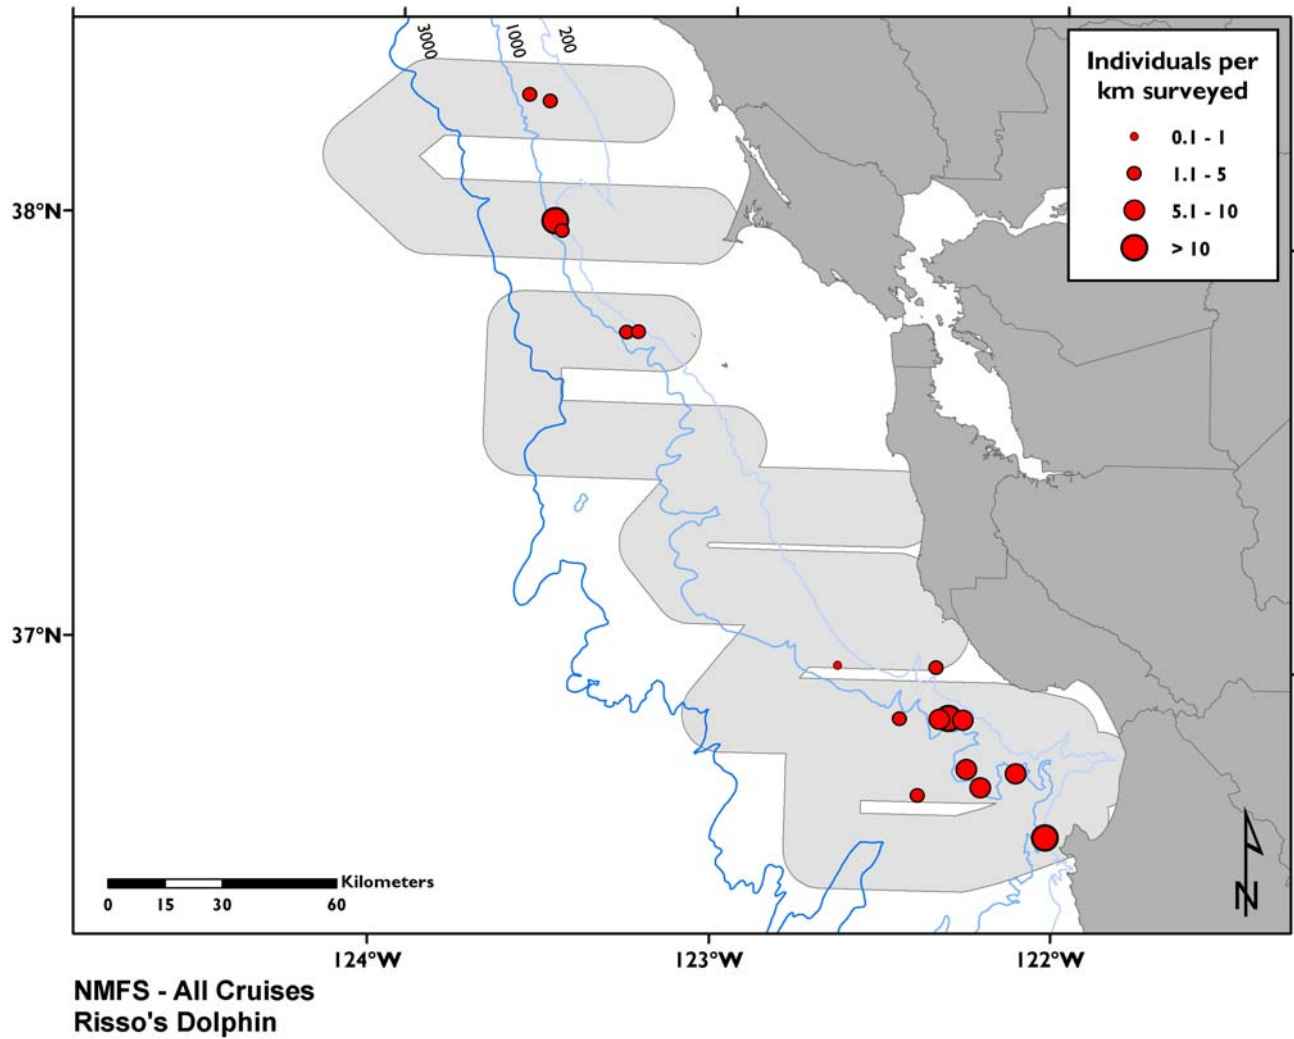 3000
1000
200
Individuals per
km surveyed
0.1 - 1
1.1 - 5
5.1 - 10
> 10
38°N
37°N
Kilometers
0 15 30 60
N
124°W 123°W 122°W
NMFS - All Cruises
Risso's Dolphin